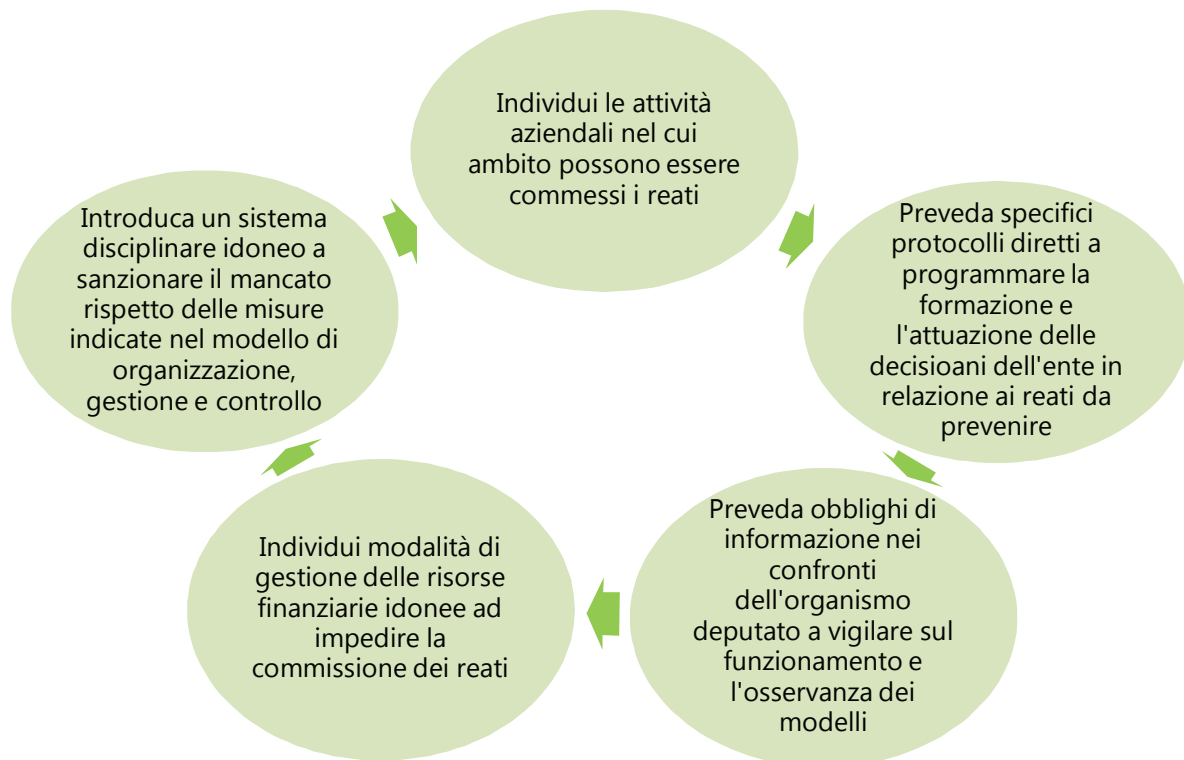 Individui le attività
aziendali nel cui
ambito possono essere
commessi i reati
Preveda specifici
protocolli diretti a
programmare la
formazione e
l'attuazione delle
decisioani dell'ente in
relazione ai reati da
prevenire
Preveda obblighi di
informazione nei
confronti
dell'organismo
deputato a vigilare sul
funzionamento e
l'osservanza dei
modelli
Individui modalità di
gestione delle risorse
finanziarie idonee ad
impedire la
commissione dei reati
Introduca un sistema
disciplinare idoneo a
sanzionare il mancato
rispetto delle misure
indicate nel modello di
organizzazione,
gestione e controllo